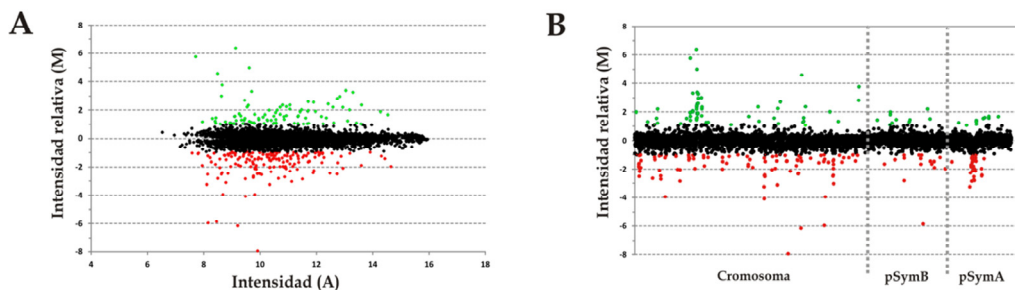 A
Intensidad relativa (M)
8
6
4
2
0
-2
-4
-6
-8
4 6 8 10 12 14 16 18
Intensidad (A)
B
Intensidad relativa (M)
8
6
4
2
0
-2
-4
-6
-8
Cromosoma pSymB pSymA